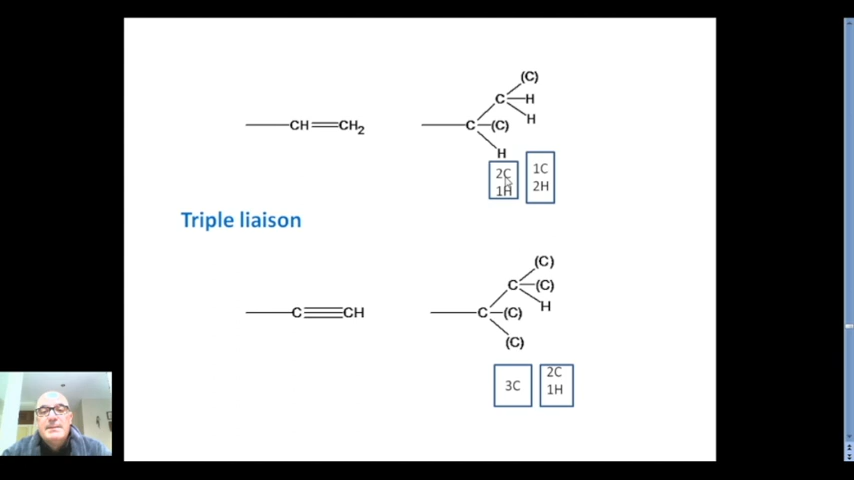 (C)
C—H
H
—CH=CH2
C—(C)
H
2C
1H
1C
2H
Triple liaison
(C)
C—(C)
H
—C≡CH
C—(C)
(C)
3C
2C
1H